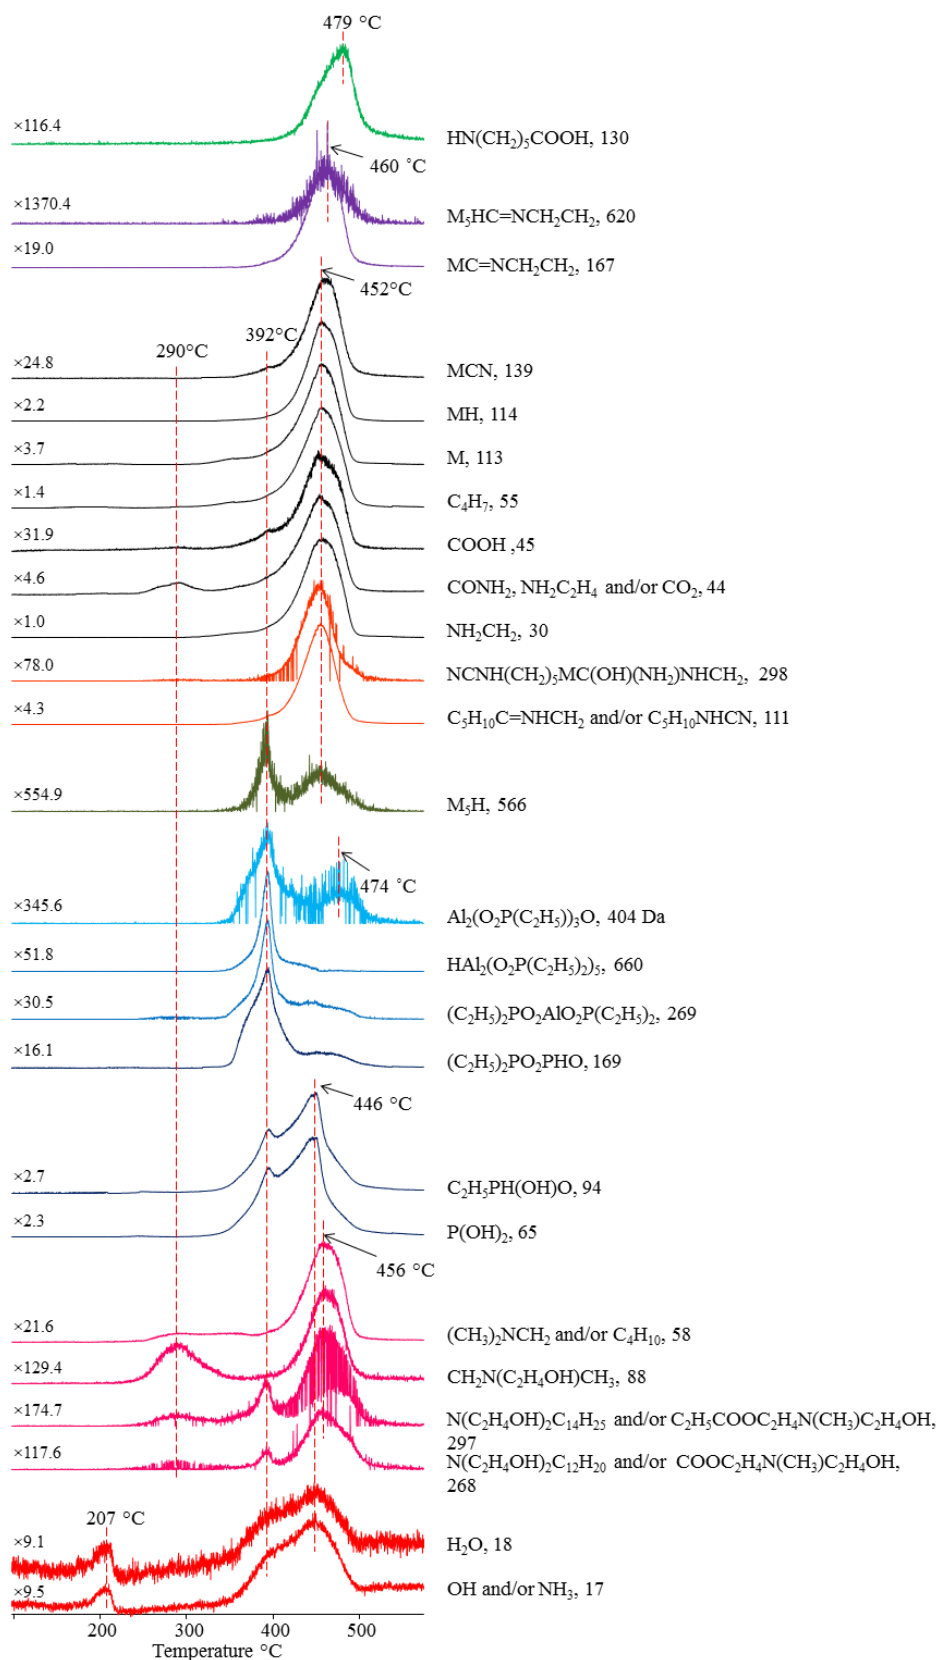 479 °C
×116.4
HN(CH₂)₅COOH, 130
460 ˚C
×1370.4
M₅HC=NCH₂CH₂, 620
×19.0
MC=NCH₂CH₂, 167
452°C
392°C
290°C
×24.8
MCN, 139
×2.2
MH, 114
×3.7
M, 113
×1.4
C₄H₇, 55
×31.9
COOH ,45
×4.6
CONH₂, NH₂C₂H₄ and/or CO₂, 44
×1.0
NH₂CH₂, 30
×78.0
NCNH(CH₂)₅MC(OH)(NH₂)NHCH₂, 298
×4.3
C₅H₁₀C=NHCH₂ and/or C₅H₁₀NHCN, 111
×554.9
M₅H, 566
474 ˚C
×345.6
Al₂(O₂P(C₂H₅))₃O, 404 Da
×51.8
HAl₂(O₂P(C₂H₅)₂)₅, 660
×30.5
(C₂H₅)₂PO₂AlO₂P(C₂H₅)₂, 269
×16.1
(C₂H₅)₂PO₂PHO, 169
446 °C
×2.7
C₂H₅PH(OH)O, 94
×2.3
P(OH)₂, 65
456 °C
×21.6
(CH₃)₂NCH₂ and/or C₄H₁₀, 58
×129.4
CH₂N(C₂H₄OH)CH₃, 88
×174.7
N(C₂H₄OH)₂C₁₄H₂₅ and/or C₂H₅COOC₂H₄N(CH₃)C₂H₄OH,
297
×117.6
N(C₂H₄OH)₂C₁₂H₂₀ and/or COOC₂H₄N(CH₃)C₂H₄OH,
268
207 °C
×9.1
H₂O, 18
×9.5
OH and/or NH₃, 17
200 300 400 500
Temperature °C